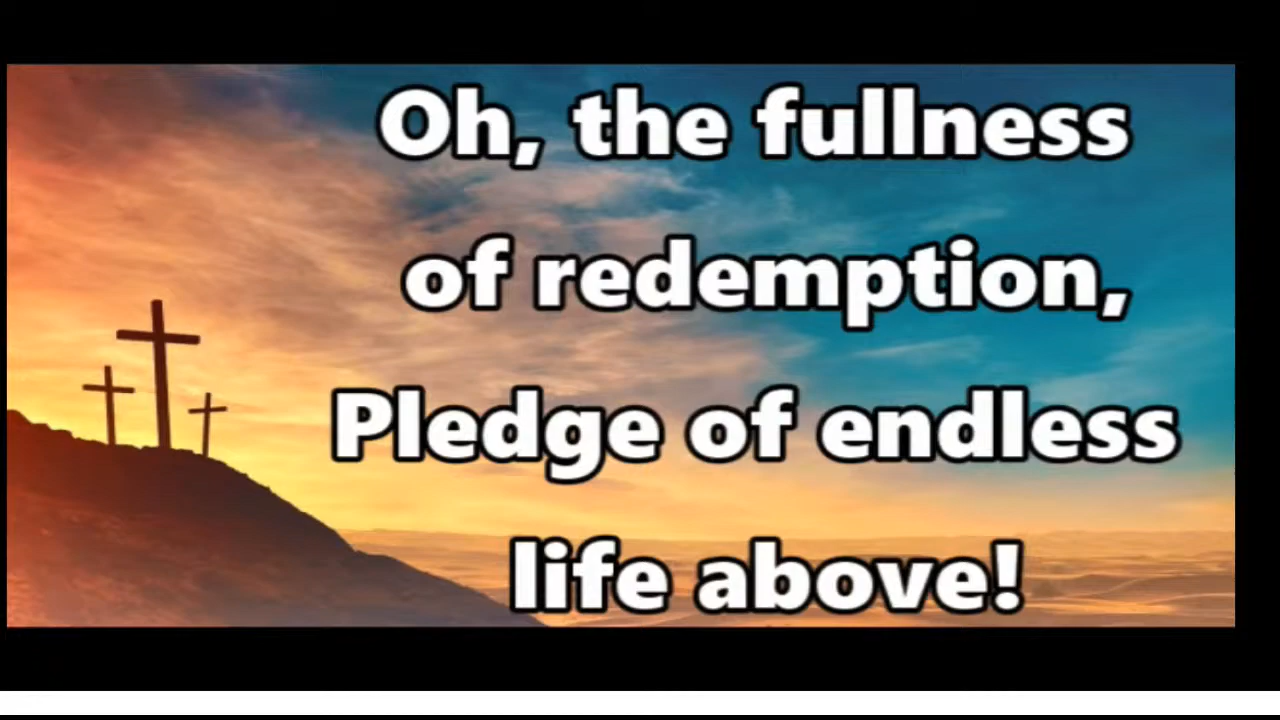 Oh, the fullness
of redemption,
Pledge of endless
life above!